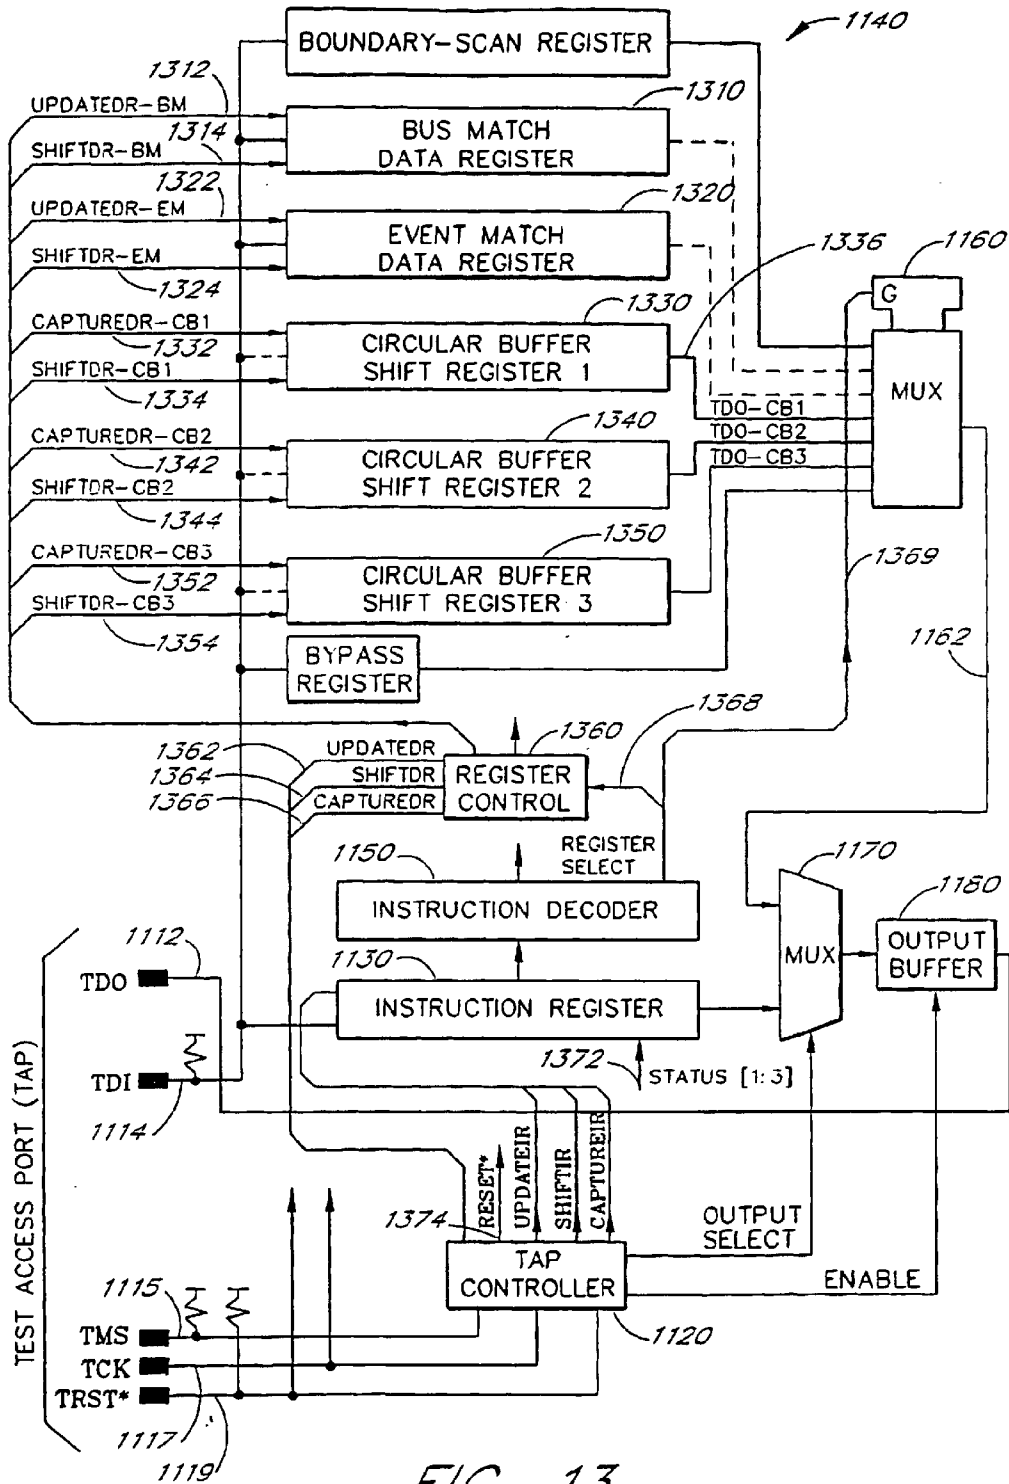 1140
BOUNDARY-SCAN REGISTER
1312
UPDATEDR-BM
1310
BUS MATCH
DATA REGISTER
1314
SHIFTDR-BM
1322
UPDATEDR-EM
1320
EVENT MATCH
DATA REGISTER
SHIFTDR-EM
1324
1336
1160
G
MUX
CAPTUREDR-CB1
1332
1330
CIRCULAR BUFFER
SHIFT REGISTER 1
SHIFTDR-CB1
1334
TDO-CB1
TDO-CB2
TDO-CB3
CAPTUREDR-CB2
1342
1340
CIRCULAR BUFFER
SHIFT REGISTER 2
SHIFTDR-CB2
1344
CAPTUREDR-CB3
1352
1350
CIRCULAR BUFFER
SHIFT REGISTER 3
SHIFTDR-CB3
1354
1369
1162
BYPASS
REGISTER
1362
1364
1366
UPDATEDR
SHIFTDR
CAPTUREDR
1360
REGISTER
CONTROL
1368
REGISTER
SELECT
1150
INSTRUCTION DECODER
1170
MUX
1180
OUTPUT
BUFFER
1130
INSTRUCTION REGISTER
1372
STATUS [1:3]
TEST ACCESS PORT (TAP)
1112
TDO
TDI
1114
RESET*
UPDATEIR
SHIFTIR
CAPTUREIR
1374
TAP
CONTROLLER
1120
OUTPUT
SELECT
ENABLE
1115
TMS
TCK
TRST*
1117
1119
FIG. 13